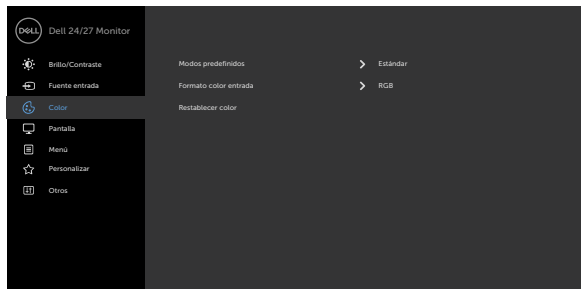 DELL
Dell 24/27 Monitor
Brillo/Contraste
Modos predefinidos
Estándar
Fuente entrada
Formato color entrada
RGB
Color
Restablecer color
Pantalla
Menú
Personalizar
Otros